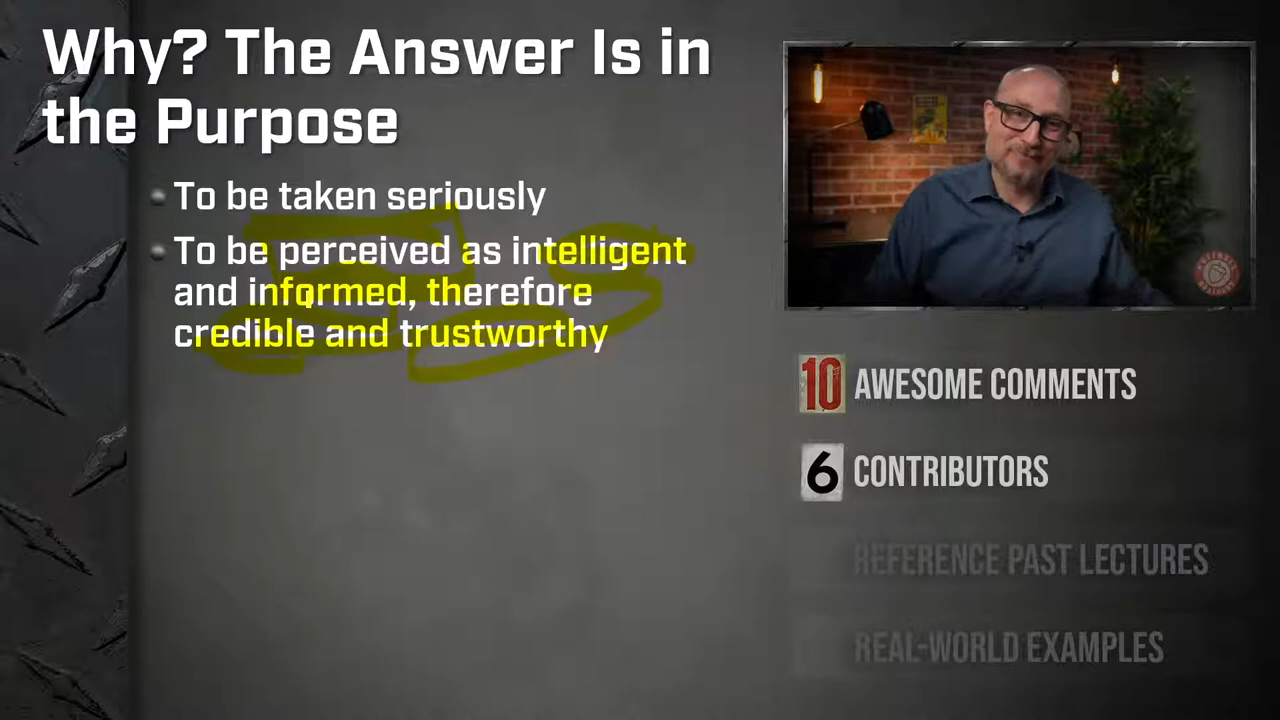 Why? The Answer Is in
the Purpose
To be taken seriously
To be perceived as intelligent
and informed, therefore
credible and trustworthy
10 AWESOME COMMENTS
6 CONTRIBUTORS
REFERENCE PAST LECTURES
REAL-WORLD EXAMPLES